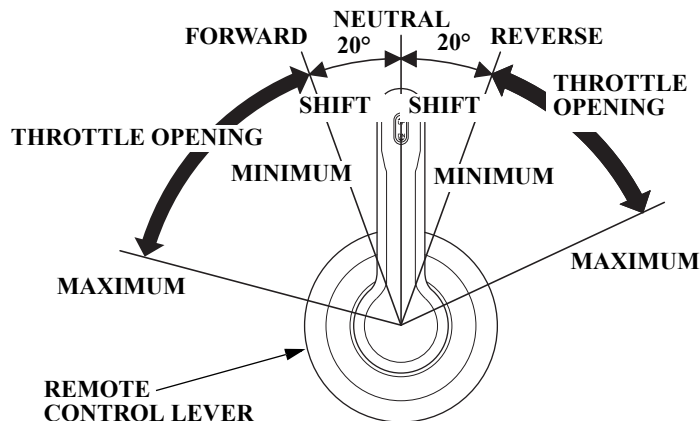 NEUTRAL
FORWARD
20°
20°
REVERSE
SHIFT
SHIFT
THROTTLE
OPENING
THROTTLE OPENING
MINIMUM
MINIMUM
MAXIMUM
MAXIMUM
REMOTE
CONTROL LEVER